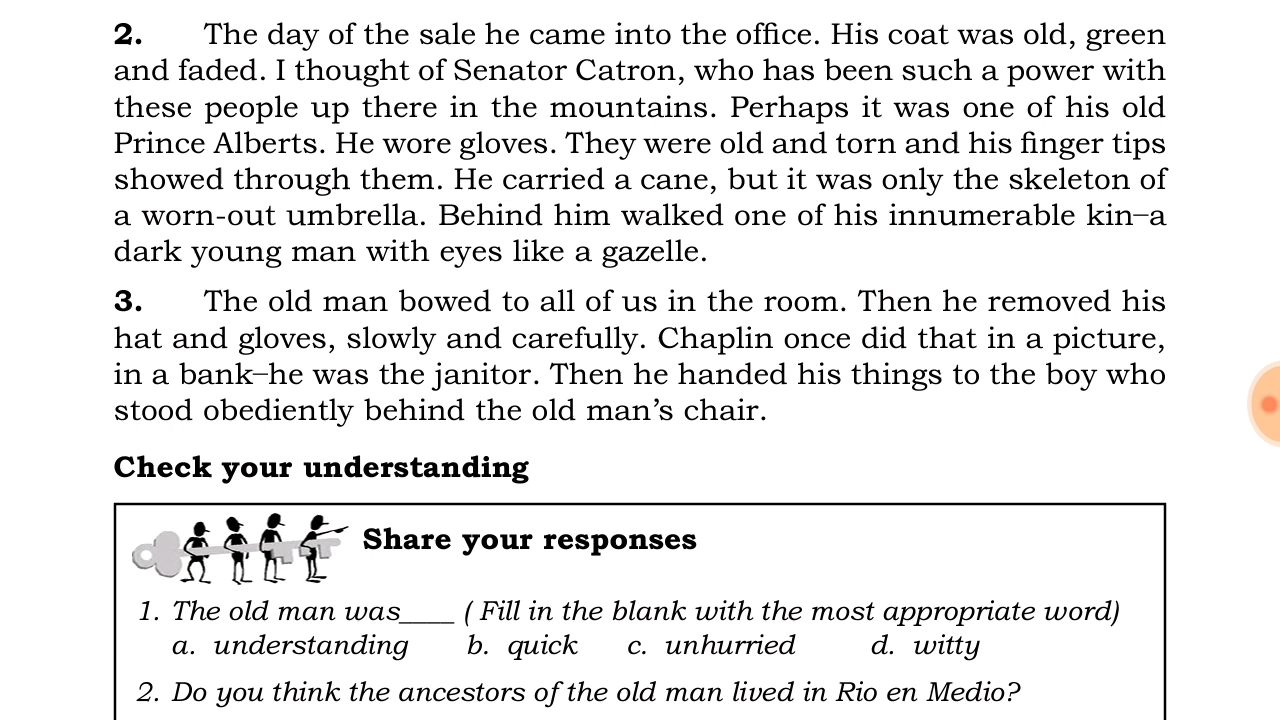 2. The day of the sale he came into the office. His coat was old, green
and faded. I thought of Senator Catron, who has been such a power with
these people up there in the mountains. Perhaps it was one of his old
Prince Alberts. He wore gloves. They were old and torn and his finger tips
showed through them. He carried a cane, but it was only the skeleton of
a worn-out umbrella. Behind him walked one of his innumerable kin–a
dark young man with eyes like a gazelle.
3. The old man bowed to all of us in the room. Then he removed his
hat and gloves, slowly and carefully. Chaplin once did that in a picture,
in a bank–he was the janitor. Then he handed his things to the boy who
stood obediently behind the old man’s chair.
Check your understanding
Share your responses
1. The old man was____ ( Fill in the blank with the most appropriate word)
a. understanding b. quick c. unhurried d. witty
2. Do you think the ancestors of the old man lived in Rio en Medio?